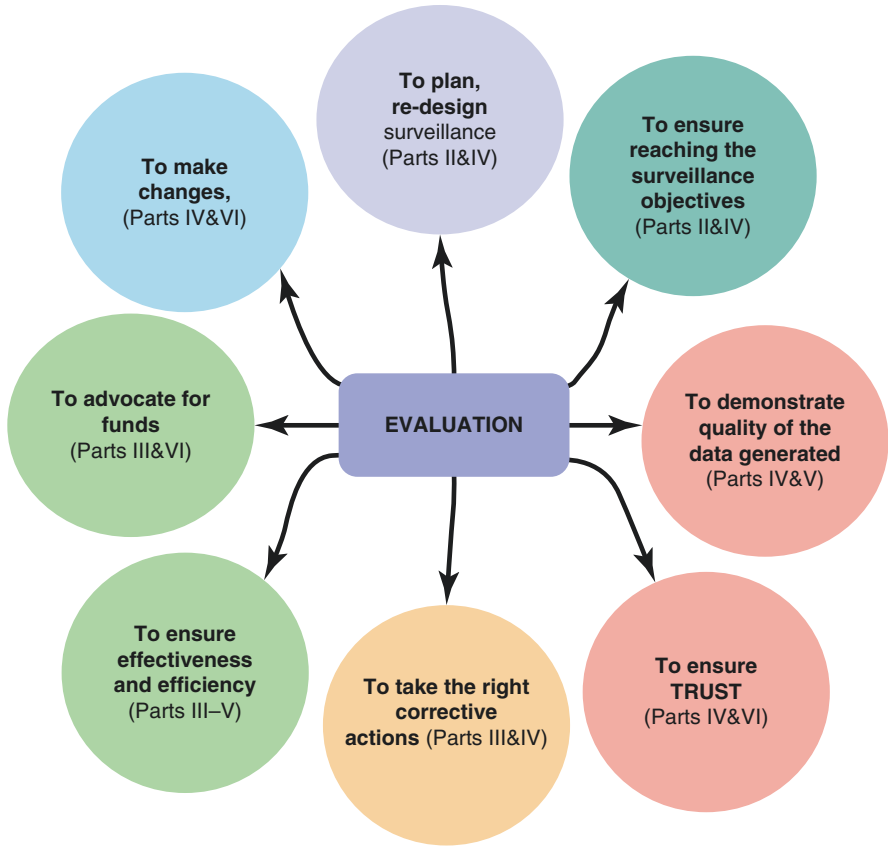 To plan,
re-design
surveillance
(Parts II&IV)
To ensure
reaching the
surveillance
objectives
(Parts II&IV)
To make
changes,
(Parts IV&VI)
To advocate for
funds
(Parts III&VI)
EVALUATION
To demonstrate
quality of the
data generated
(Parts IV&V)
To ensure
effectiveness
and efficiency
(Parts III–V)
To take the right
corrective
actions (Parts III&IV)
To ensure
TRUST
(Parts IV&VI)